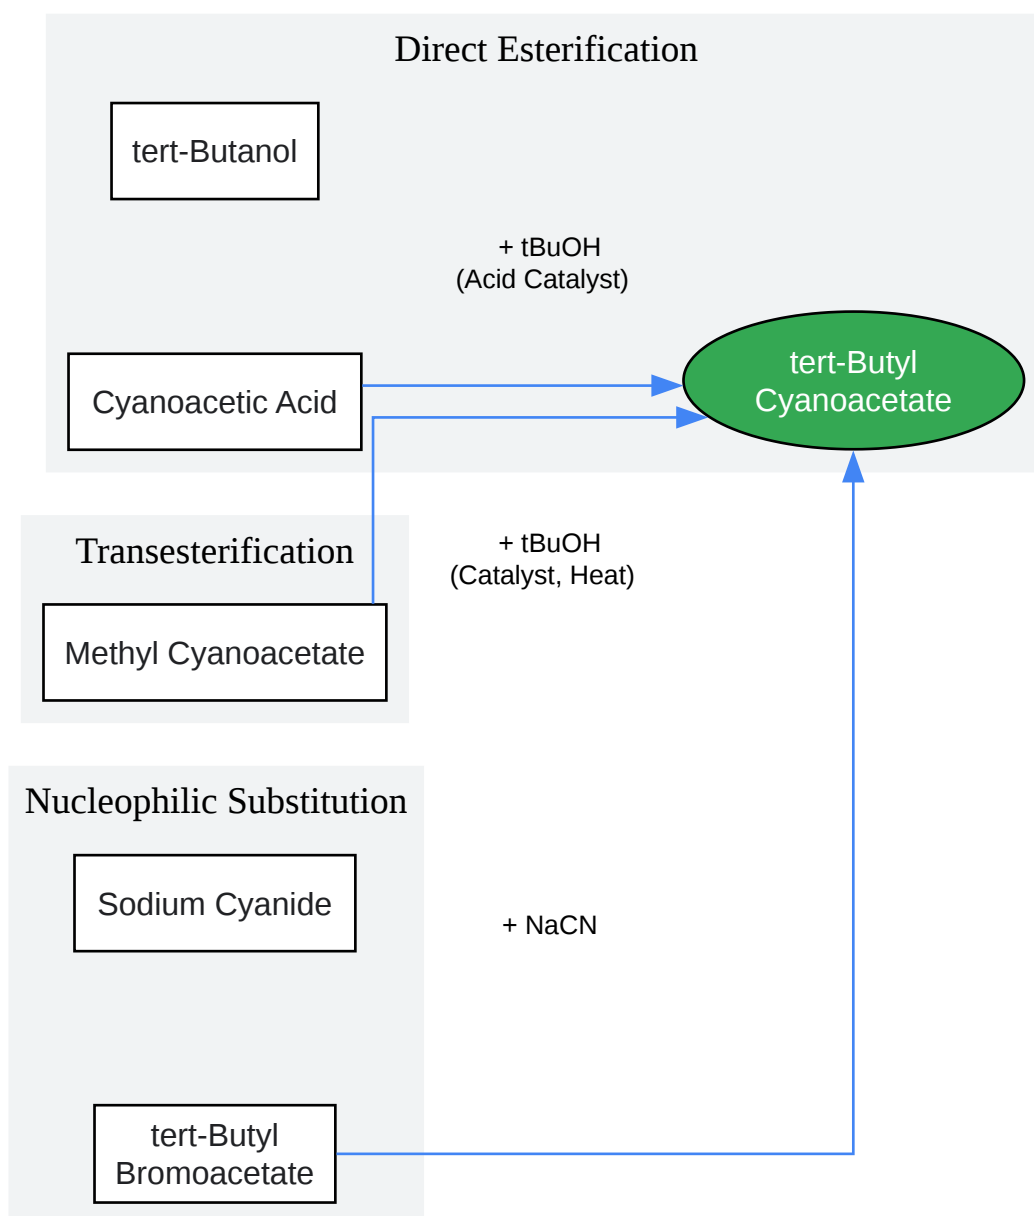 Direct Esterification
tert-Butanol
+ tBuOH
(Acid Catalyst)
Cyanoacetic Acid
tert-Butyl
Cyanoacetate
Transesterification
+ tBuOH
(Catalyst, Heat)
Methyl Cyanoacetate
Nucleophilic Substitution
Sodium Cyanide
+ NaCN
tert-Butyl
Bromoacetate